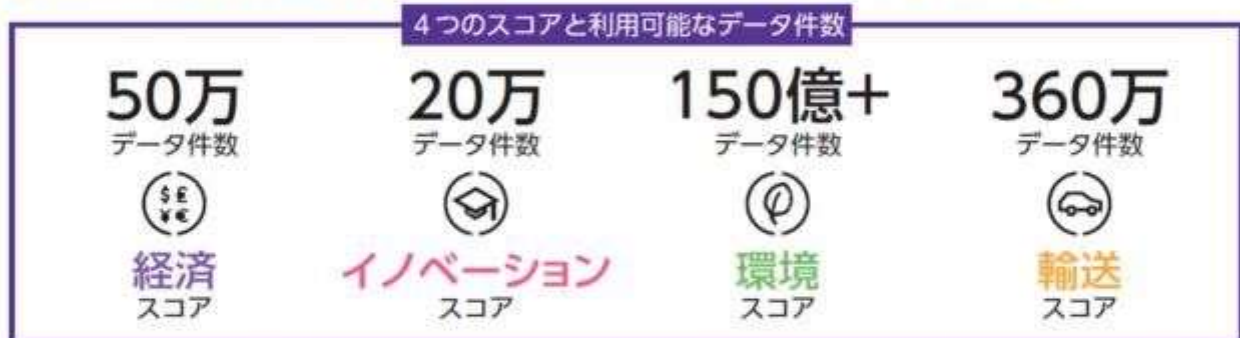 4つのスコアと利用可能なデータ件数
50万
データ件数
$£
¥€
経済
スコア
20万
データ件数
イノベーション
スコア
150億+
データ件数
環境
スコア
360万
データ件数
輸送
スコア